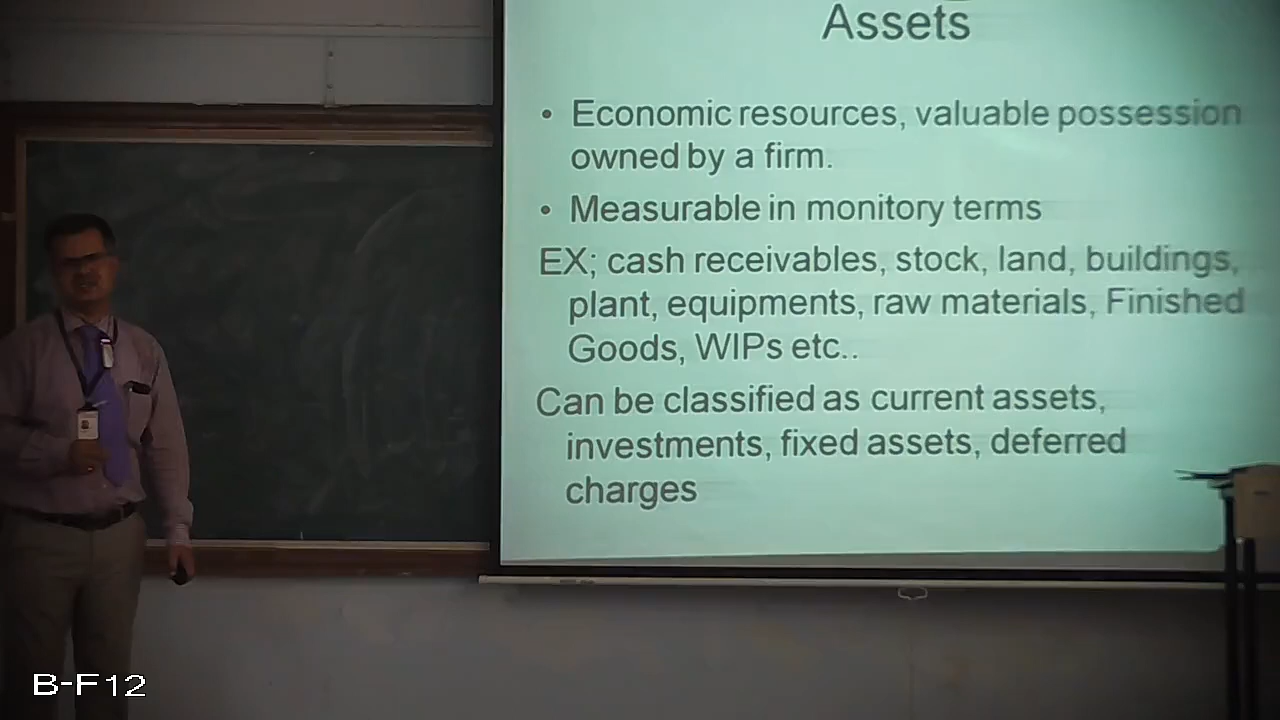 Assets
• Economic resources, valuable possession
owned by a firm.
• Measurable in monitory terms
EX; cash receivables, stock, land, buildings,
plant, equipments, raw materials, Finished
Goods, WIPs etc..
Can be classified as current assets,
investments, fixed assets, deferred
charges
B-F12